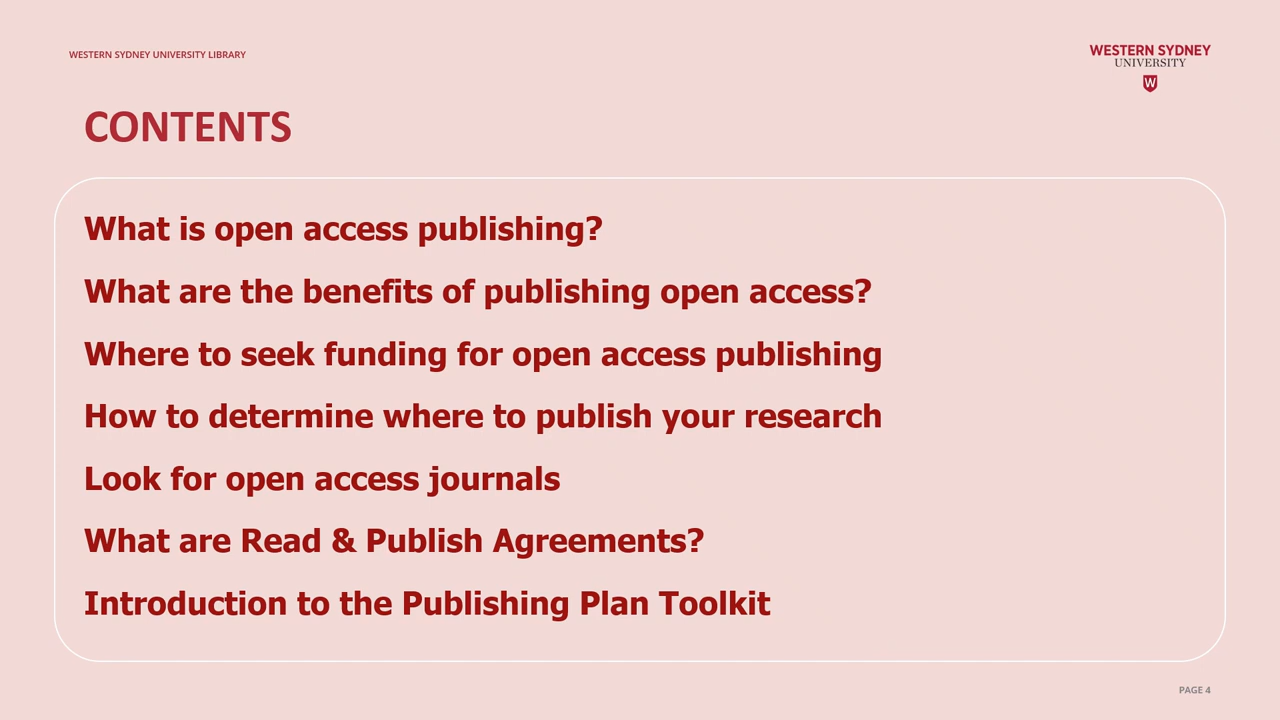 WESTERN SYDNEY UNIVERSITY LIBRARY
WESTERN SYDNEY
UNIVERSITY
W
CONTENTS
What is open access publishing?
What are the benefits of publishing open access?
Where to seek funding for open access publishing
How to determine where to publish your research
Look for open access journals
What are Read & Publish Agreements?
Introduction to the Publishing Plan Toolkit
PAGE 4